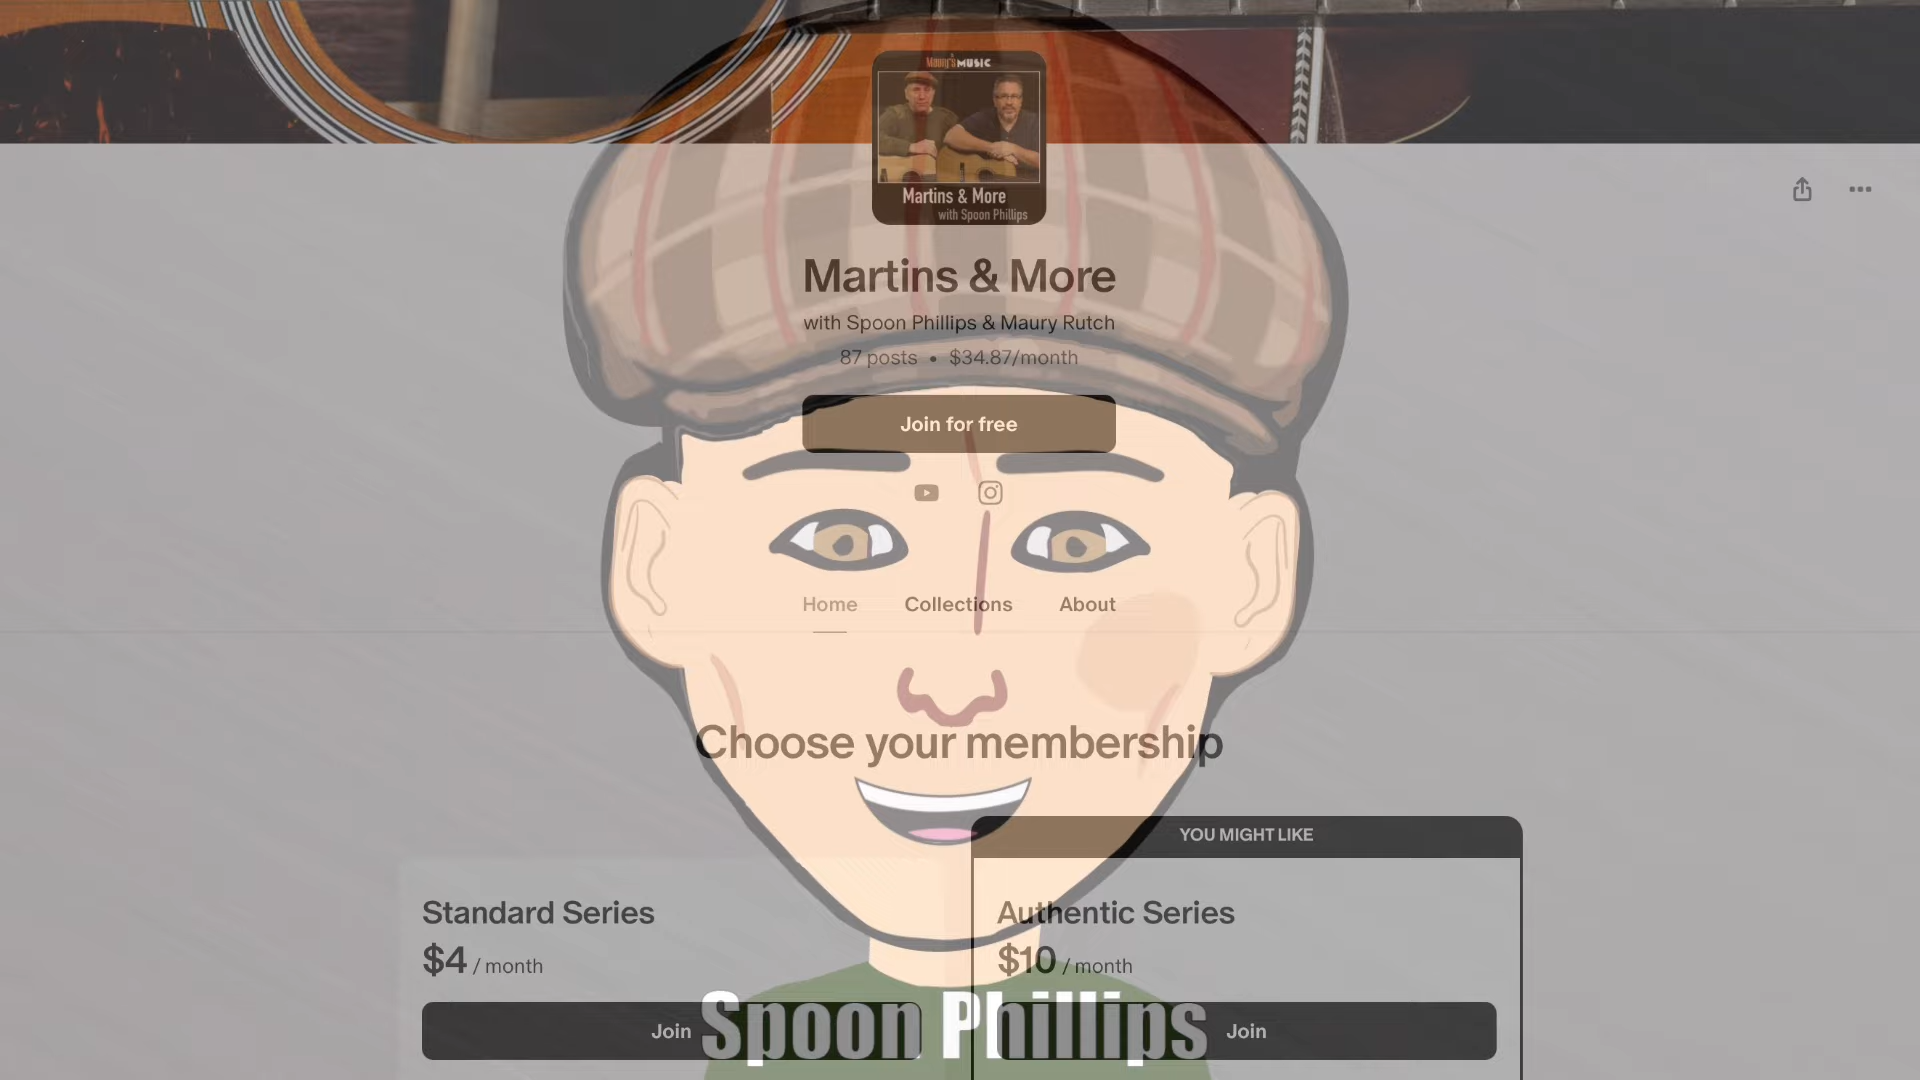 Maury's MUSIC
Martins & More
with Spoon Phillips
Martins & More
with Spoon Phillips & Maury Rutch
87 posts • $34.87/month
Join for free
Home Collections About
Choose your membership
YOU MIGHT LIKE
Standard Series
$4 / month
Join
Authentic Series
$10 / month
Join
Spoon Phillips